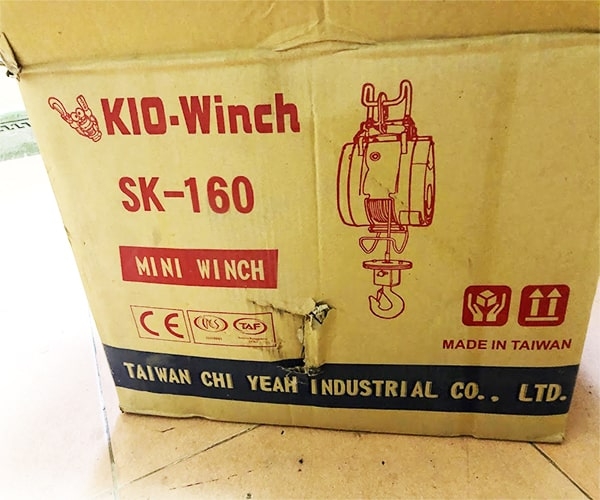 KIO-Winch
SK-160
MINI WINCH
CE
TAF
MADE IN TAIWAN
TAIWAN CHI YEAH INDUSTRIAL CO., LTD.